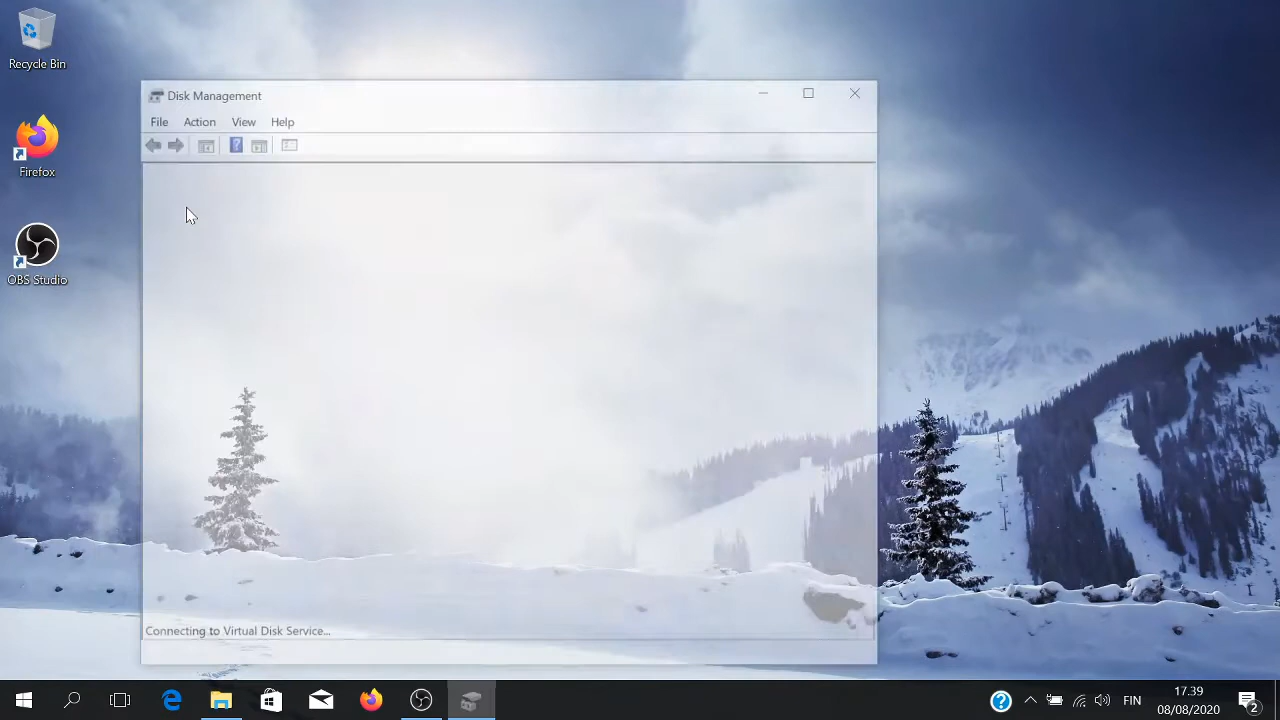 Recycle Bin
Firefox
OBS Studio
Disk Management
File Action View Help
?
Connecting to Virtual Disk Service...
? FIN 17.39
08/08/2020 2